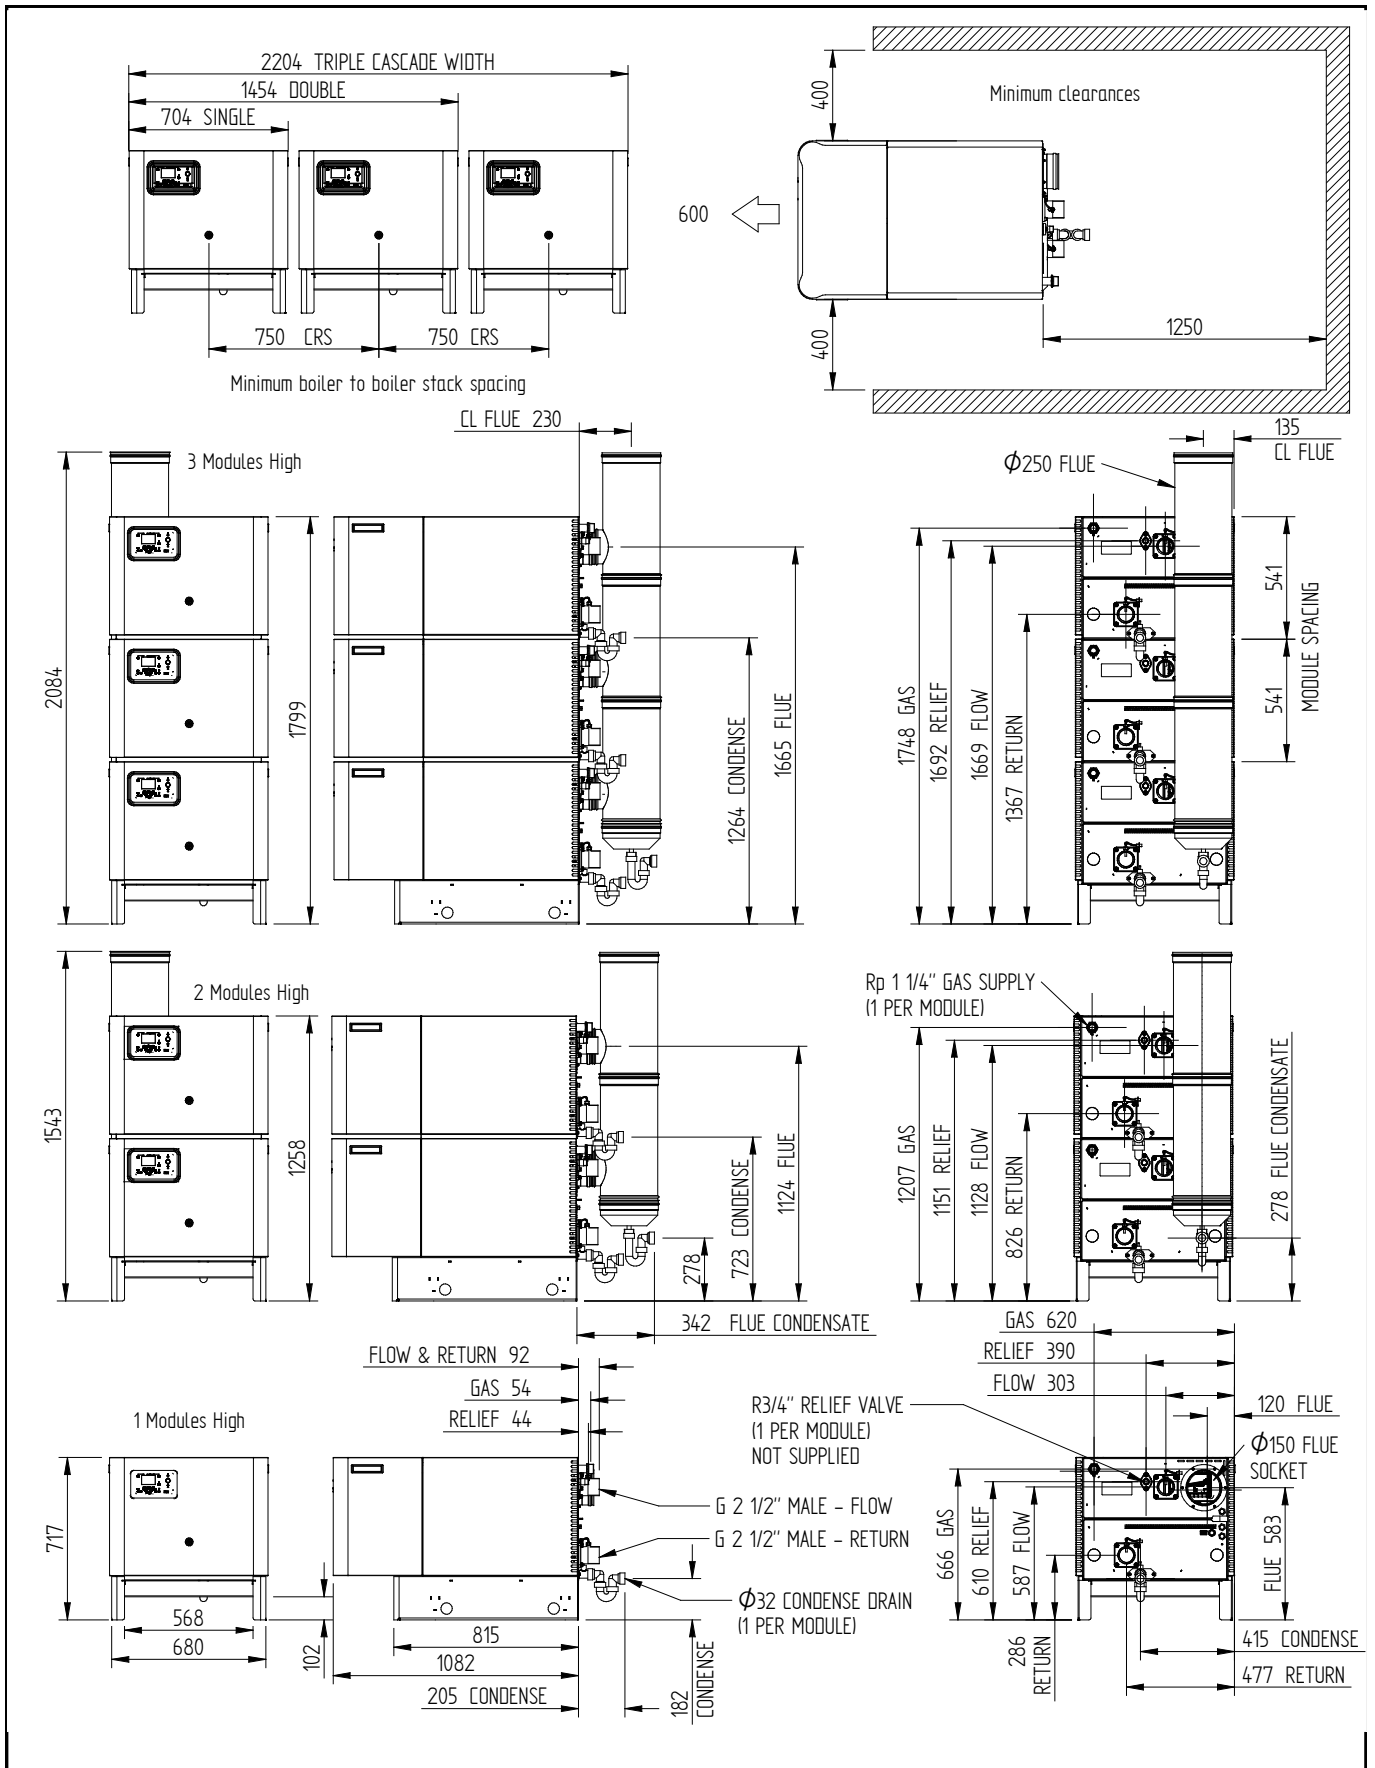 2204 TRIPLE CASCADE WIDTH
1454 DOUBLE
704 SINGLE
750 CRS
750 CRS
Minimum boiler to boiler stack spacing
Minimum clearances
400
600
1250
400
CL FLUE 230
3 Modules High
2084
1799
1264 CONDENSE
1665 FLUE
135
CL FLUE
Φ250 FLUE
1748 GAS
1692 RELIEF
1669 FLOW
1367 RETURN
541
541
MODULE SPACING
2 Modules High
1543
1258
278
723 CONDENSE
1124 FLUE
342 FLUE CONDENSATE
Rp 1 1/4" GAS SUPPLY
(1 PER MODULE)
1207 GAS
1151 RELIEF
1128 FLOW
826 RETURN
278 FLUE CONDENSATE
1 Modules High
717
568
680
102
FLOW & RETURN 92
GAS 54
RELIEF 44
G 2 1/2" MALE - FLOW
G 2 1/2" MALE - RETURN
Φ32 CONDENSE DRAIN
(1 PER MODULE)
815
1082
205 CONDENSE
182
CONDENSE
GAS 620
RELIEF 390
FLOW 303
R3/4" RELIEF VALVE
(1 PER MODULE)
NOT SUPPLIED
120 FLUE
Φ150 FLUE
SOCKET
666 GAS
610 RELIEF
587 FLOW
286
RETURN
FLUE 583
415 CONDENSE
477 RETURN